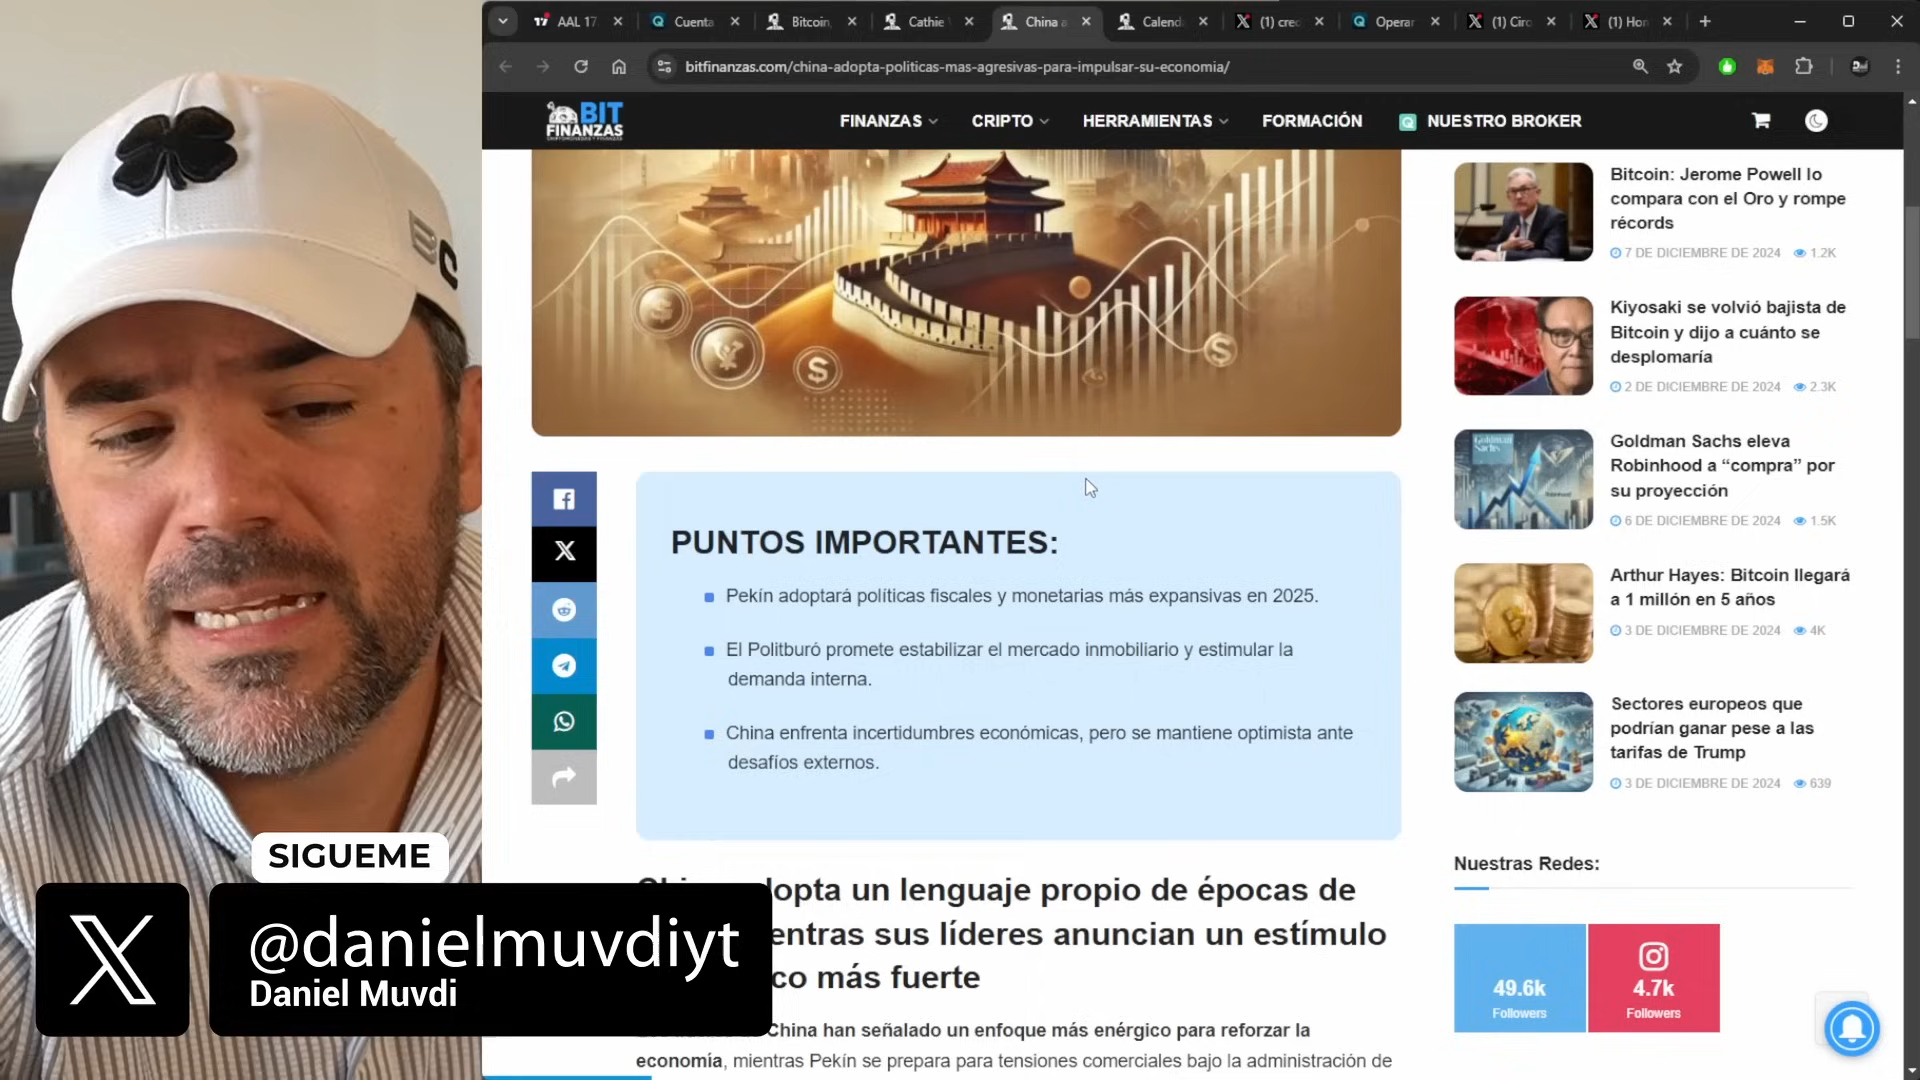 AAL 17
Cuenta
Bitcoin,
Cathie
China a
Calend
(1) crec
Operar
(1) Circ
(1) Hom
bitfinanzas.com/china-adopta-politicas-mas-agresivas-para-impulsar-su-economia/
BIT
FINANZAS
FINANZAS
CRIPTO
HERRAMIENTAS
FORMACIÓN
NUESTRO BROKER
PUNTOS IMPORTANTES:
Pekín adoptará políticas fiscales y monetarias más expansivas en 2025.
El Politburó promete estabilizar el mercado inmobiliario y estimular la
demanda interna.
China enfrenta incertidumbres económicas, pero se mantiene optimista ante
desafíos externos.
opta un lenguaje propio de épocas de
entras sus líderes anuncian un estímulo
co más fuerte
China han señalado un enfoque más enérgico para reforzar la
economía, mientras Pekín se prepara para tensiones comerciales bajo la administración de
Bitcoin: Jerome Powell lo
compara con el Oro y rompe
récords
7 DE DICIEMBRE DE 2024 1.2K
Kiyosaki se volvió bajista de
Bitcoin y dijo a cuánto se
desplomaría
2 DE DICIEMBRE DE 2024 2.3K
Goldman
Sachs
Goldman Sachs eleva
Robinhood a “compra” por
su proyección
6 DE DICIEMBRE DE 2024 1.5K
Arthur Hayes: Bitcoin llegará
a 1 millón en 5 años
3 DE DICIEMBRE DE 2024 4K
Sectores europeos que
podrían ganar pese a las
tarifas de Trump
3 DE DICIEMBRE DE 2024 639
Nuestras Redes:
49.6k
Followers
4.7k
Followers
SIGUEME
@danielmuvdiyt
Daniel Muvdi